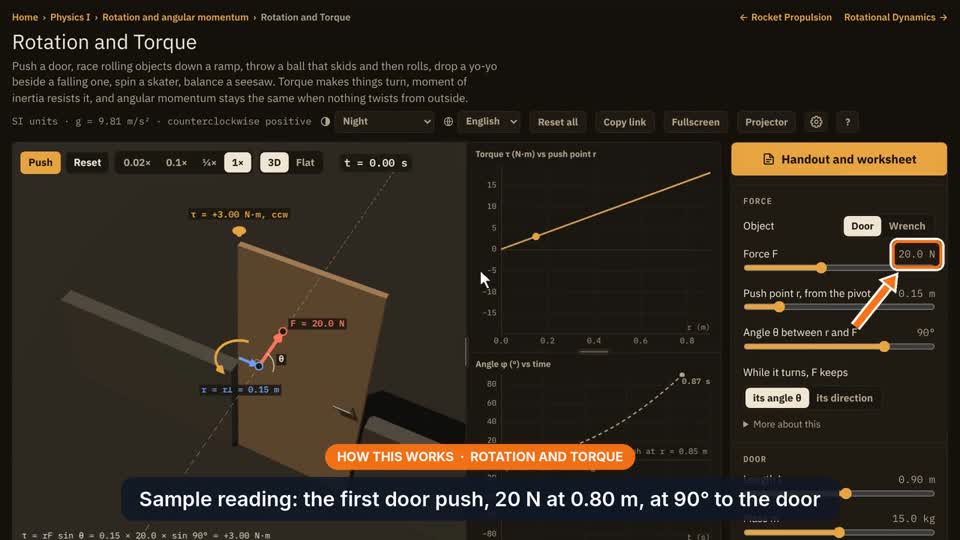 Home › Physics I › Rotation and angular momentum › Rotation and Torque
← Rocket Propulsion Rotational Dynamics →
Rotation and Torque
Push a door, race rolling objects down a ramp, throw a ball that skids and then rolls, drop a yo-yo
beside a falling one, spin a skater, balance a seesaw. Torque makes things turn, moment of
inertia resists it, and angular momentum stays the same when nothing twists from outside.
SI units · g = 9.81 m/s² · counterclockwise positive
Night English Reset all Copy link Fullscreen Projector ?
Push Reset 0.02× 0.1× ¼× 1× 3D Flat t = 0.00 s
τ = +3.00 N·m, ccw
F = 20.0 N
θ
r = r⊥ = 0.15 m
τ = rF sin θ = 0.15 × 20.0 × sin 90° = +3.00 N·m
Torque τ (N·m) vs push point r
15
10
5
0
-5
-10
-15
r (m)
0.0 0.2 0.4 0.6 0.8
Angle φ (°) vs time
80
60
40
20
0.87 s
at r = 0.85 m
-80
t (s)
Handout and worksheet
FORCE
Object Door Wrench
Force F 20.0 N
Push point r, from the pivot 0.15 m
Angle θ between r and F 90°
While it turns, F keeps
its angle θ its direction
▶ More about this
DOOR
0.90 m
15.0 kg
HOW THIS WORKS · ROTATION AND TORQUE
Sample reading: the first door push, 20 N at 0.80 m, at 90° to the door